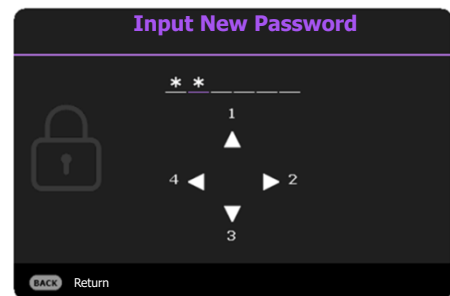 Input New Password
* * _ _ _ _
1
4 2
3
BACK Return